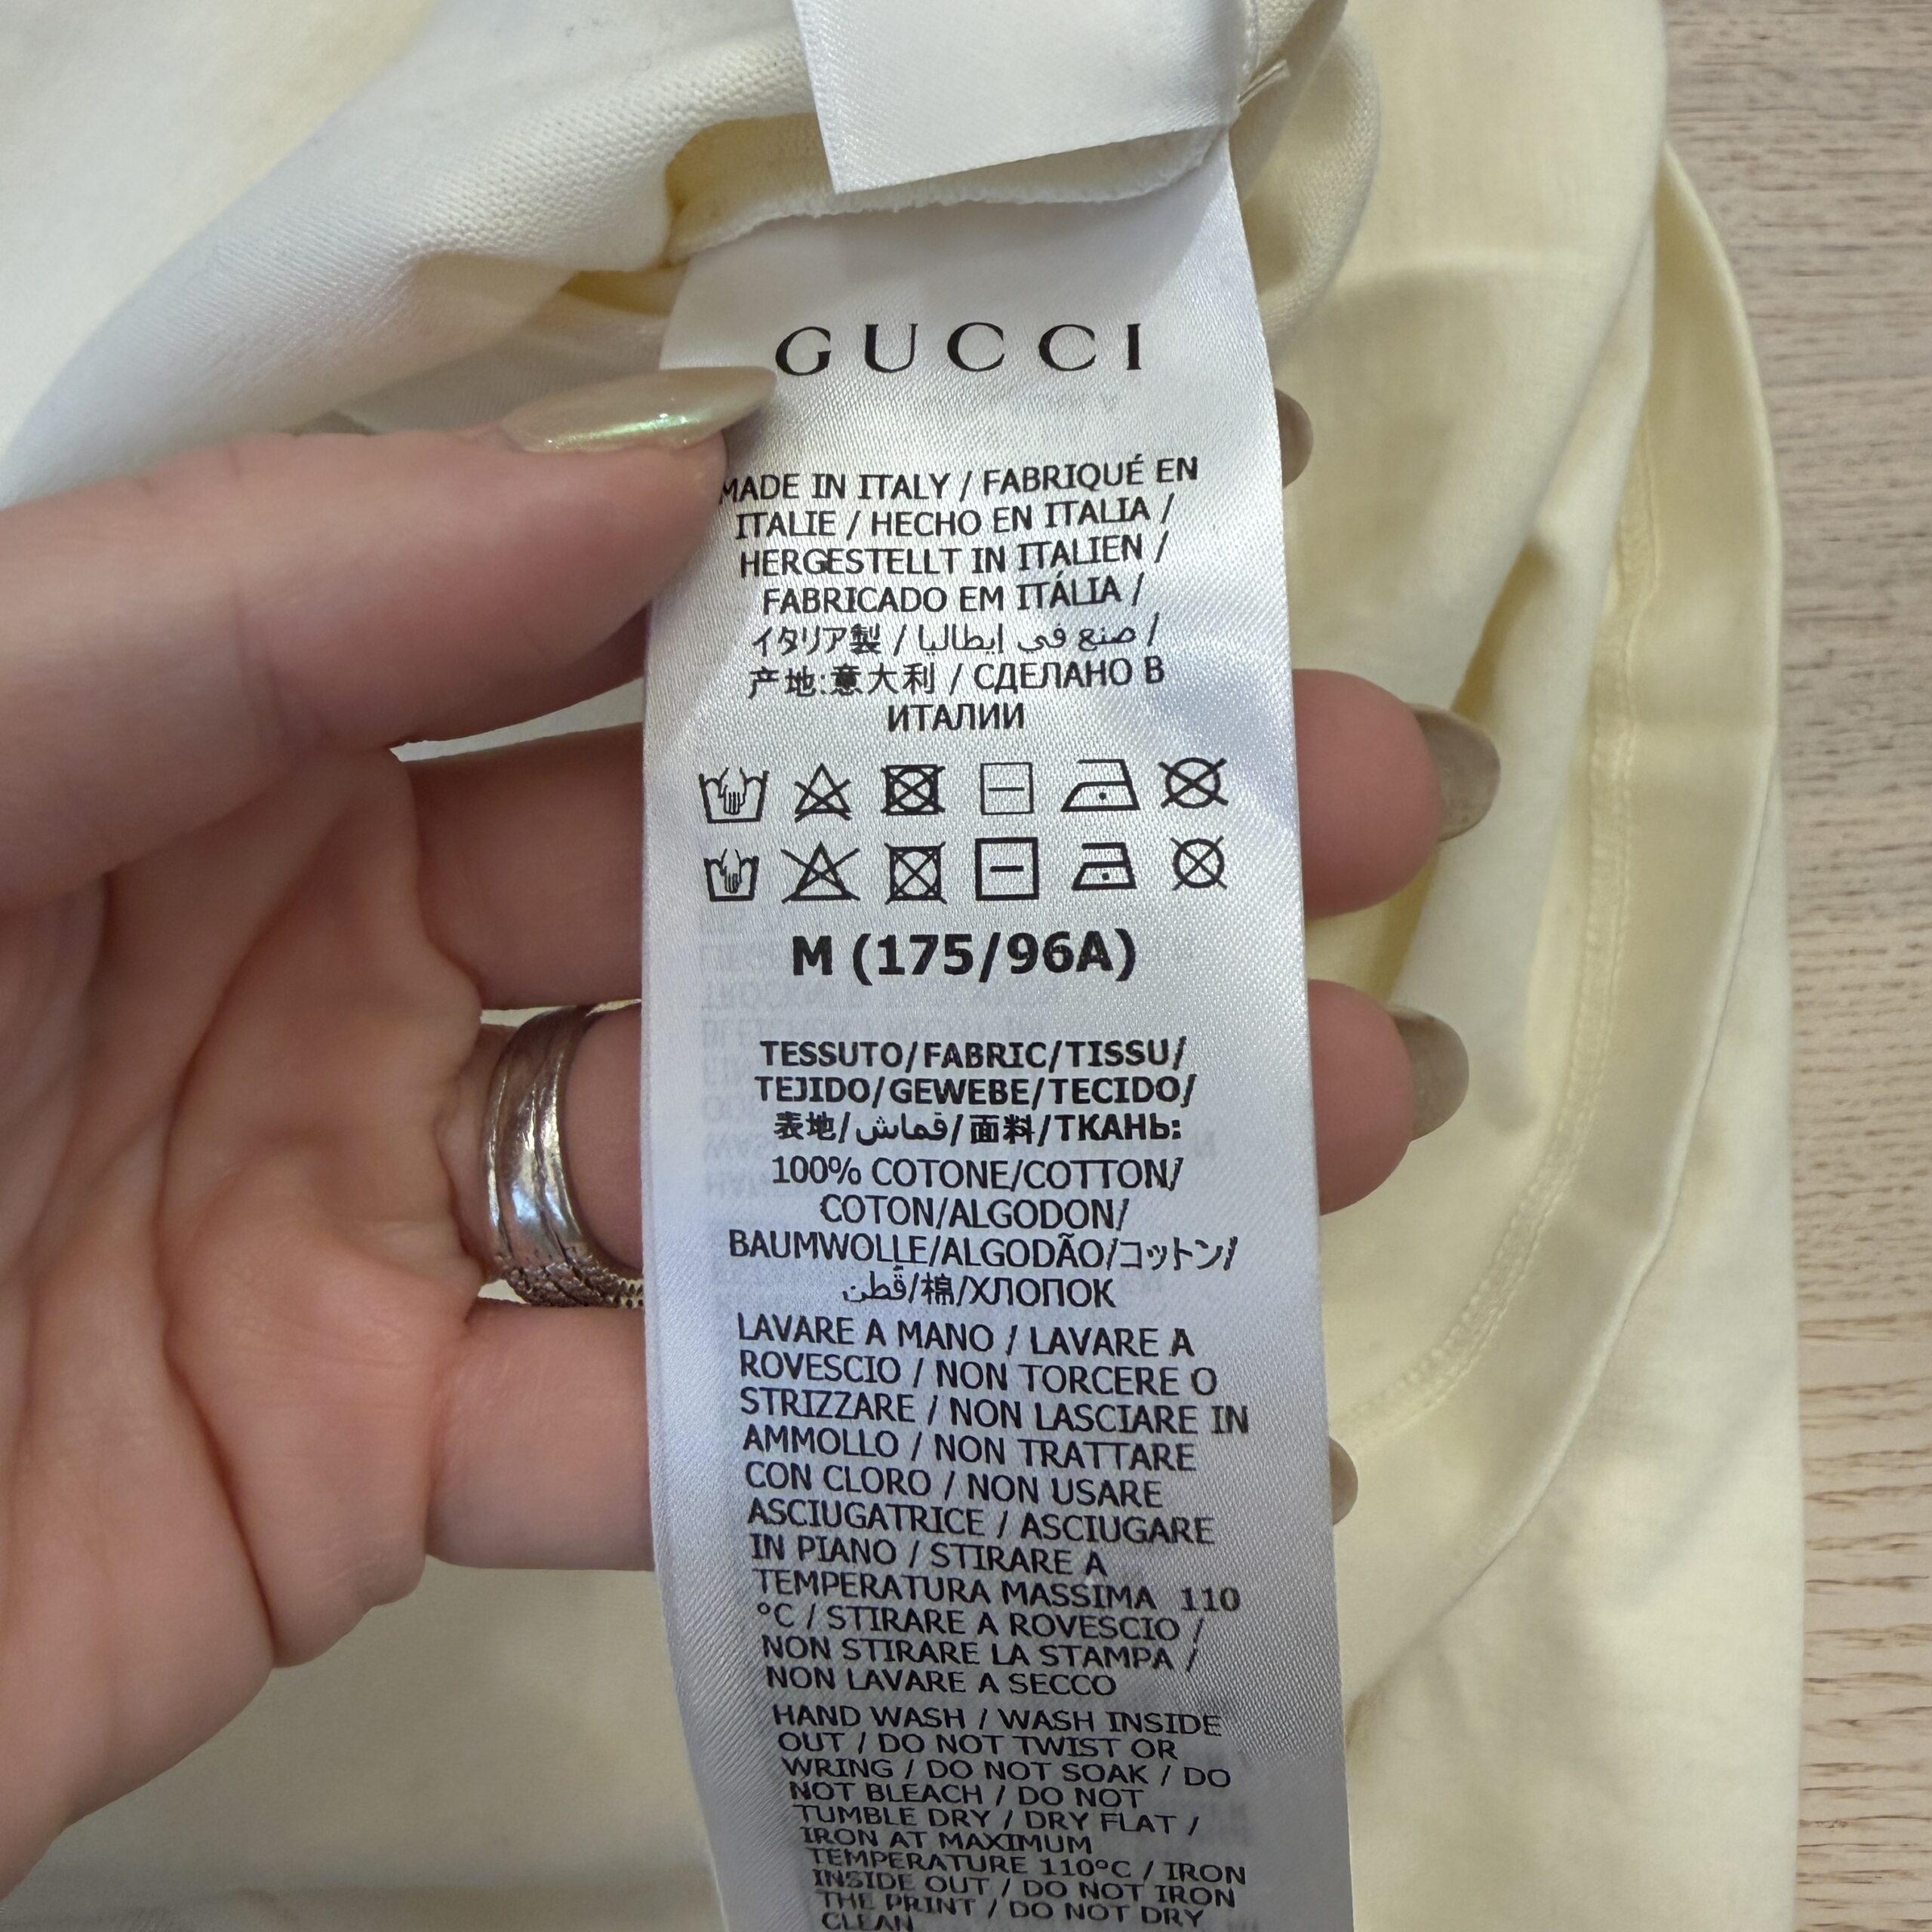 GUCCI
MADE IN ITALY / FABRIQUÉ EN
ITALIE / HECHO EN ITALIA /
HERGESTELLT IN ITALIEN /
FABRICADO EM ITÁLIA /
イタリア製 / صنع في إيطاليا /
产地:意大利 / СДЕЛАНО В
ИТАЛИИ
M (175/96A)
TESSUTO/FABRIC/TISSU/
TEJIDO/GEWEBE/TECIDO/
表地/قماش/面料/ТКАНЬ:
100% COTONE/COTTON/
COTON/ALGODON/
BAUMWOLLE/ALGODÃO/コットン/
قطن/棉/ХЛОПОК
LAVARE A MANO / LAVARE A
ROVESCIO / NON TORCERE O
STRIZZARE / NON LASCIARE IN
AMMOLLO / NON TRATTARE
CON CLORO / NON USARE
ASCIUGATRICE / ASCIUGARE
IN PIANO / STIRARE A
TEMPERATURA MASSIMA 110
°C / STIRARE A ROVESCIO /
NON STIRARE LA STAMPA /
NON LAVARE A SECCO
HAND WASH / WASH INSIDE
OUT / DO NOT TWIST OR
WRING / DO NOT SOAK / DO
NOT BLEACH / DO NOT
TUMBLE DRY / DRY FLAT /
IRON AT MAXIMUM
TEMPERATURE 110°C / IRON
INSIDE OUT / DO NOT IRON
THE PRINT / DO NOT DRY
CLEAN